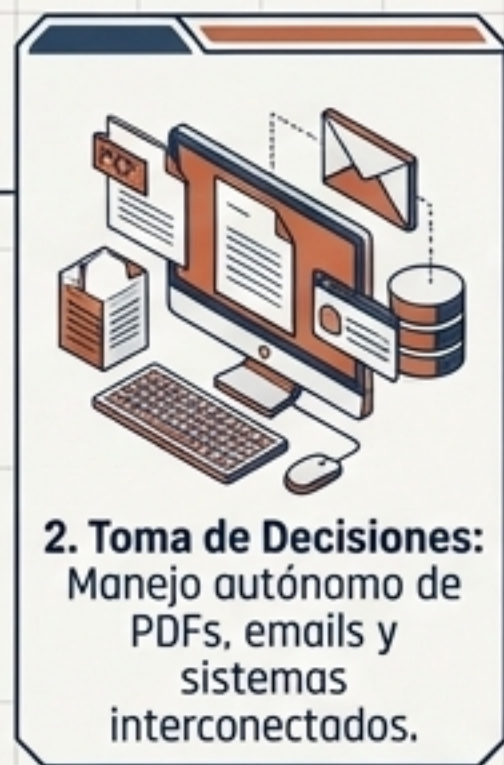 2. Toma de Decisiones:
Manejo autónomo de
PDFs, emails y
sistemas
interconectados.